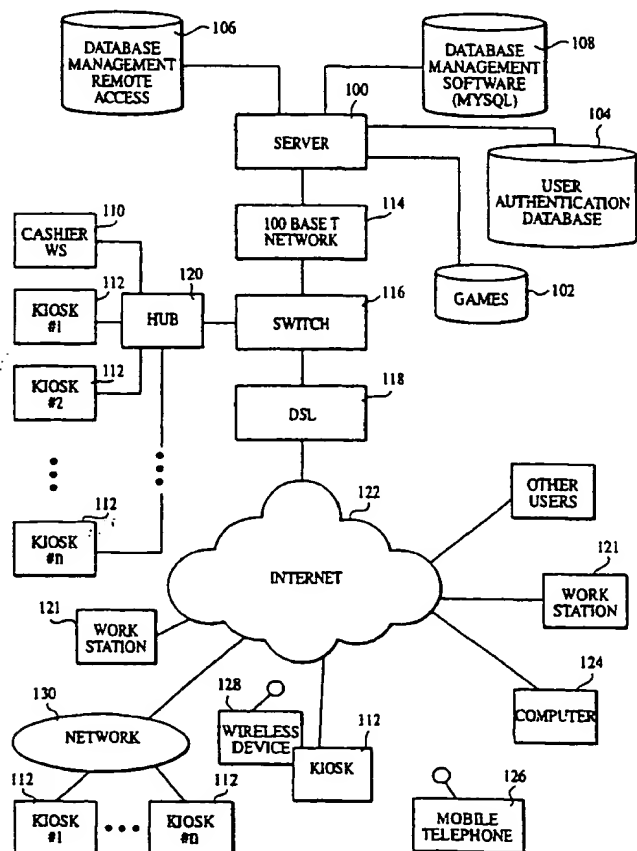 106
DATABASE
MANAGEMENT
REMOTE
ACCESS
108
DATABASE
MANAGEMENT
SOFTWARE
(MYSQL)
100
SERVER
104
USER
AUTHENTICATION
DATABASE
114
100 BASE T
NETWORK
110
CASHIER
WS
120
HUB
116
SWITCH
GAMES
102
112
KIOSK
#1
112
KIOSK
#2
118
DSL
112
KIOSK
#n
122
INTERNET
OTHER
USERS
121
WORK
STATION
121
WORK
STATION
124
COMPUTER
130
NETWORK
128
WIRELESS
DEVICE
112
KIOSK
112
KIOSK
#1
112
KIOSK
#n
126
MOBILE
TELEPHONE